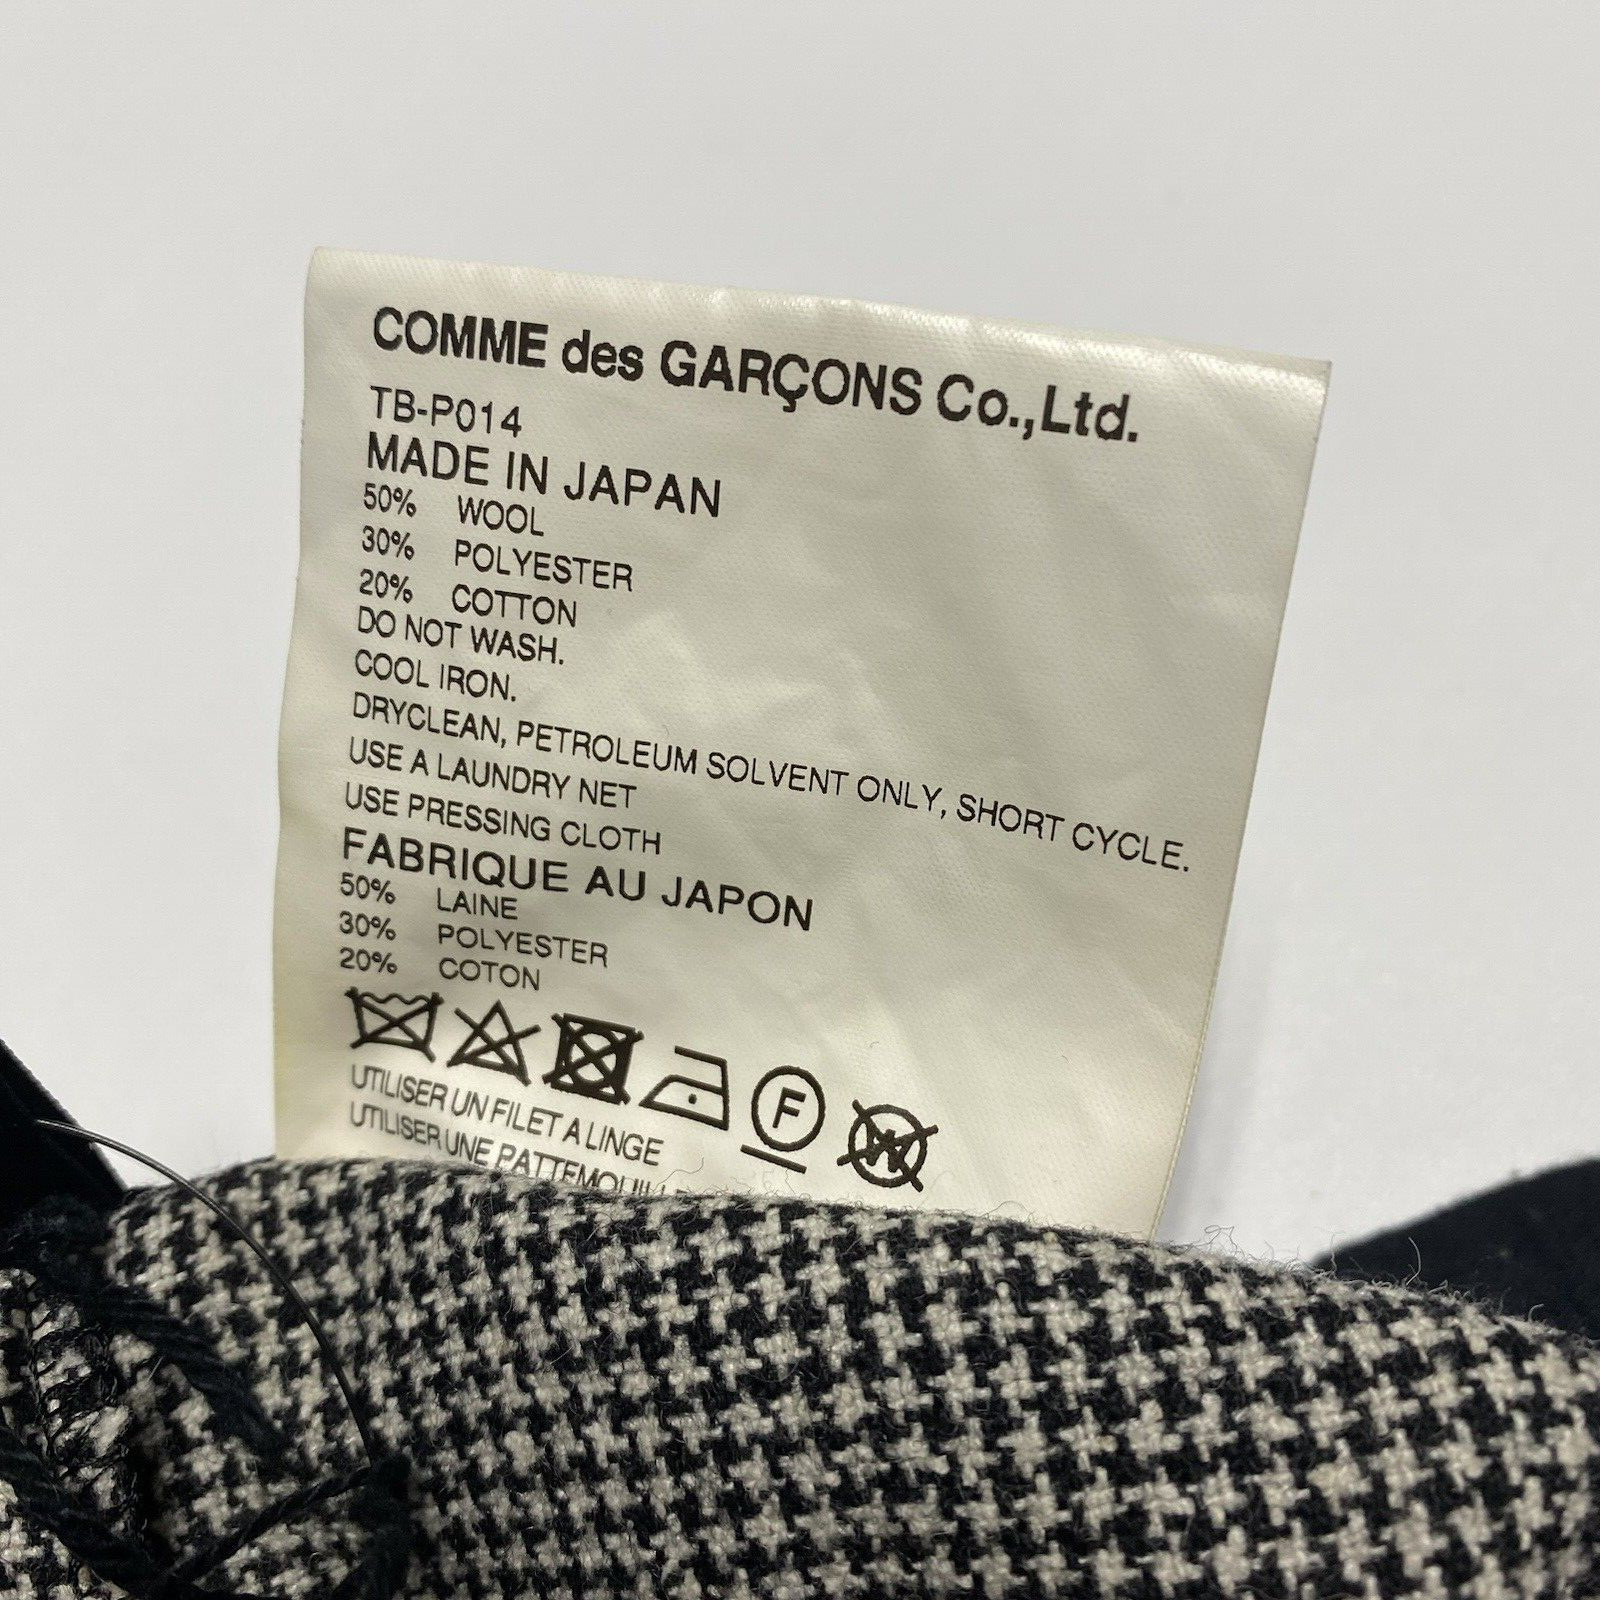 COMME des GARÇONS Co.,Ltd.
TB-P014
MADE IN JAPAN
50% WOOL
30% POLYESTER
20% COTTON
DO NOT WASH.
COOL IRON.
DRYCLEAN, PETROLEUM SOLVENT ONLY, SHORT CYCLE.
USE A LAUNDRY NET
USE PRESSING CLOTH
FABRIQUE AU JAPON
50% LAINE
30% POLYESTER
20% COTON
F W
UTILISER UN FILET A LINGE
UTILISER UNE